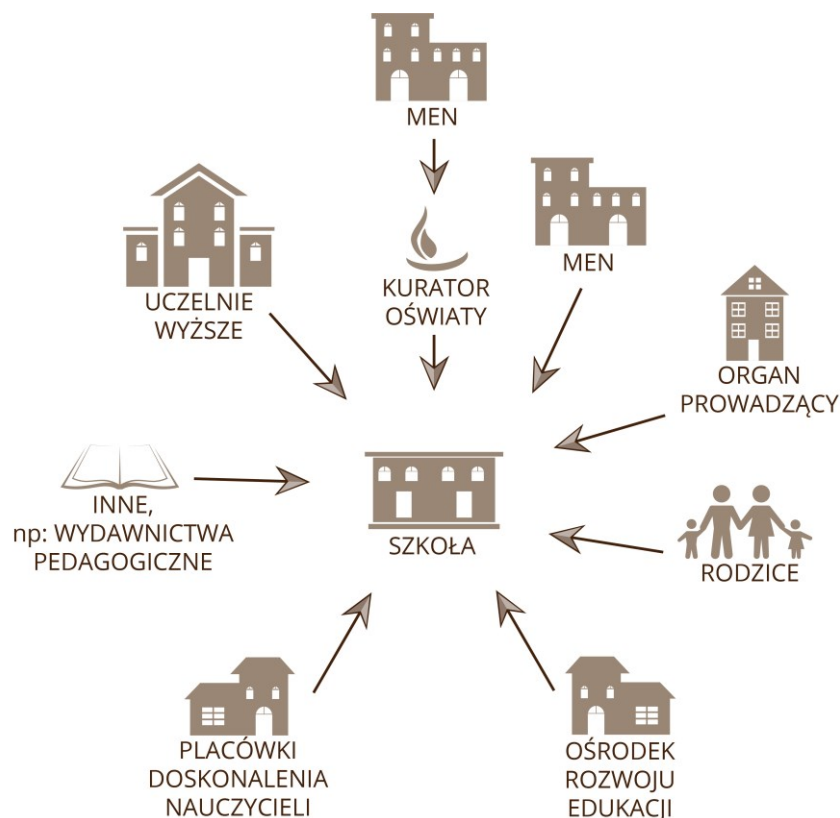 MEN
UCZELNIE
WYŻSZE
KURATOR
OŚWIATY
MEN
ORGAN
PROWADZĄCY
INNE,
np: WYDAWNICTWA
PEDAGOGICZNE
SZKOŁA
RODZICE
PLACÓWKI
DOSKONALENIA
NAUCZYCIELI
OŚRODEK
ROZWOJU
EDUKACJI